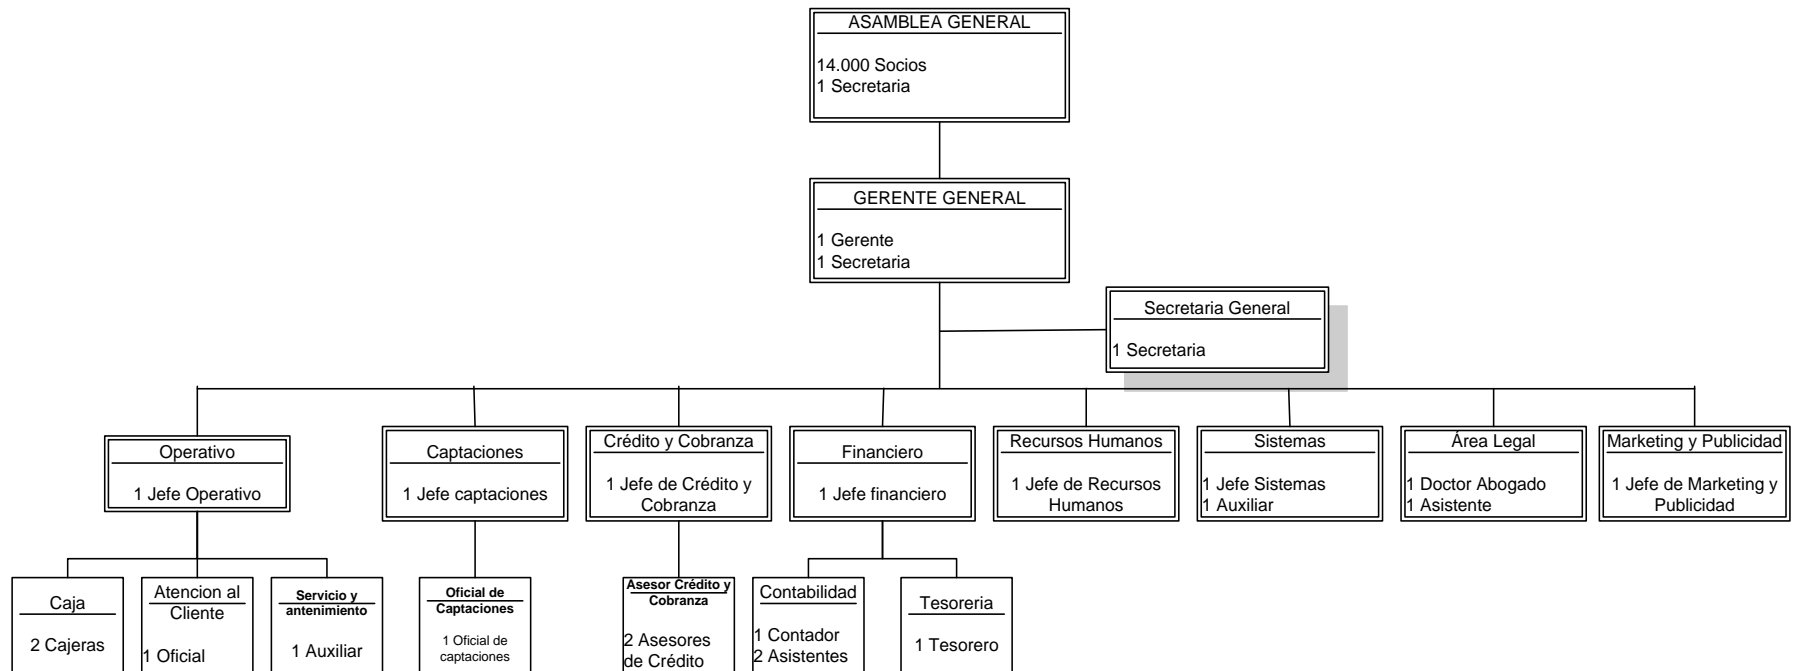 ASAMBLEA GENERAL
14.000 Socios
1 Secretaria
GERENTE GENERAL
1 Gerente
1 Secretaria
Secretaria General
1 Secretaria
Operativo
1 Jefe Operativo
Captaciones
1 Jefe captaciones
Crédito y Cobranza
1 Jefe de Crédito y
Cobranza
Financiero
1 Jefe financiero
Recursos Humanos
1 Jefe de Recursos
Humanos
Sistemas
1 Jefe Sistemas
1 Auxiliar
Área Legal
1 Doctor Abogado
1 Asistente
Marketing y Publicidad
1 Jefe de Marketing y
Publicidad
Caja
2 Cajeras
Atencion al
Cliente
1 Oficial
Servicio y
antenimiento
1 Auxiliar
Oficial de
Captaciones
1 Oficial de
captaciones
Asesor Crédito y
Cobranza
2 Asesores
de Crédito
Contabilidad
1 Contador
2 Asistentes
Tesoreria
1 Tesorero